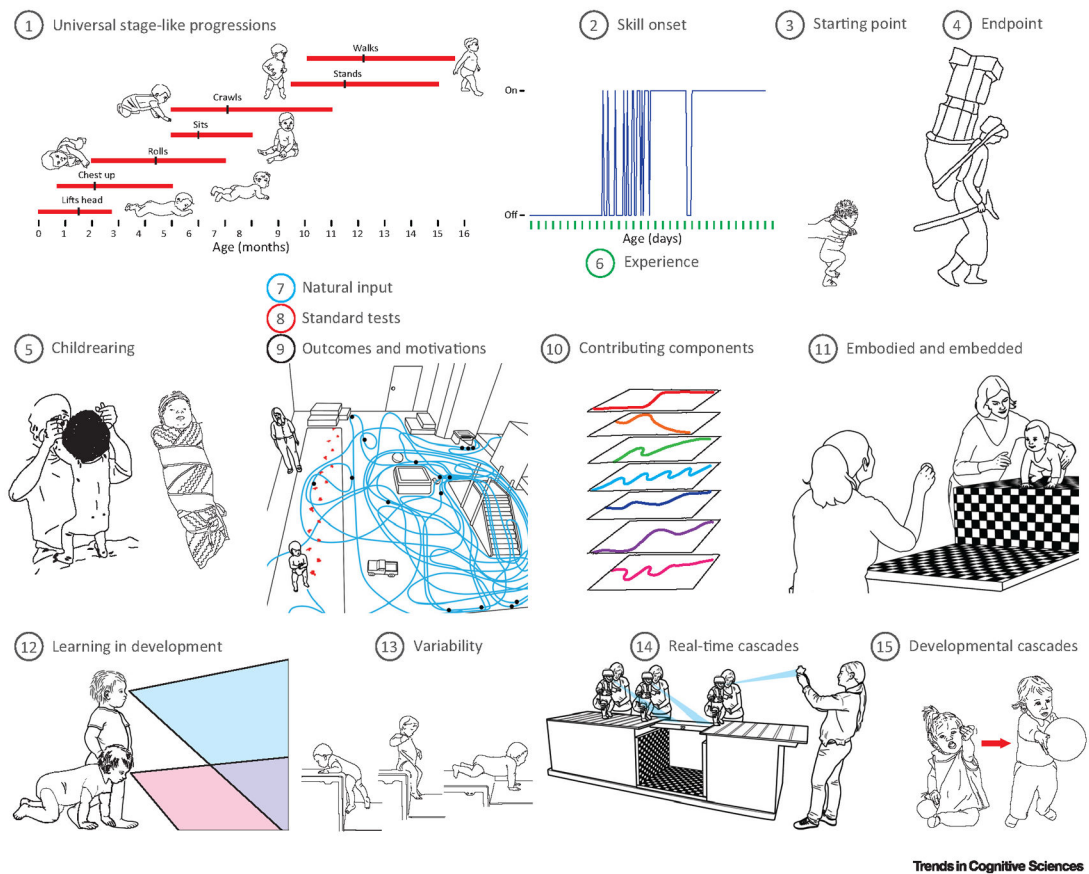 1 Universal stage-like progressions
Walks
Stands
Crawls
Sits
Rolls
Chest up
Lifts head
0 1 2 3 3 5 6 7 8 9 10 11 12 13 14 15 16
Age (months)
2 Skill onset
On
Off
Age (days)
6 Experience
3 Starting point
4 Endpoint
5 Childrearing
7 Natural input
8 Standard tests
9 Outcomes and motivations
10 Contributing components
11 Embodied and embedded
12 Learning in development
13 Variability
14 Real-time cascades
15 Developmental cascades
Trends in Cognitive Sciences